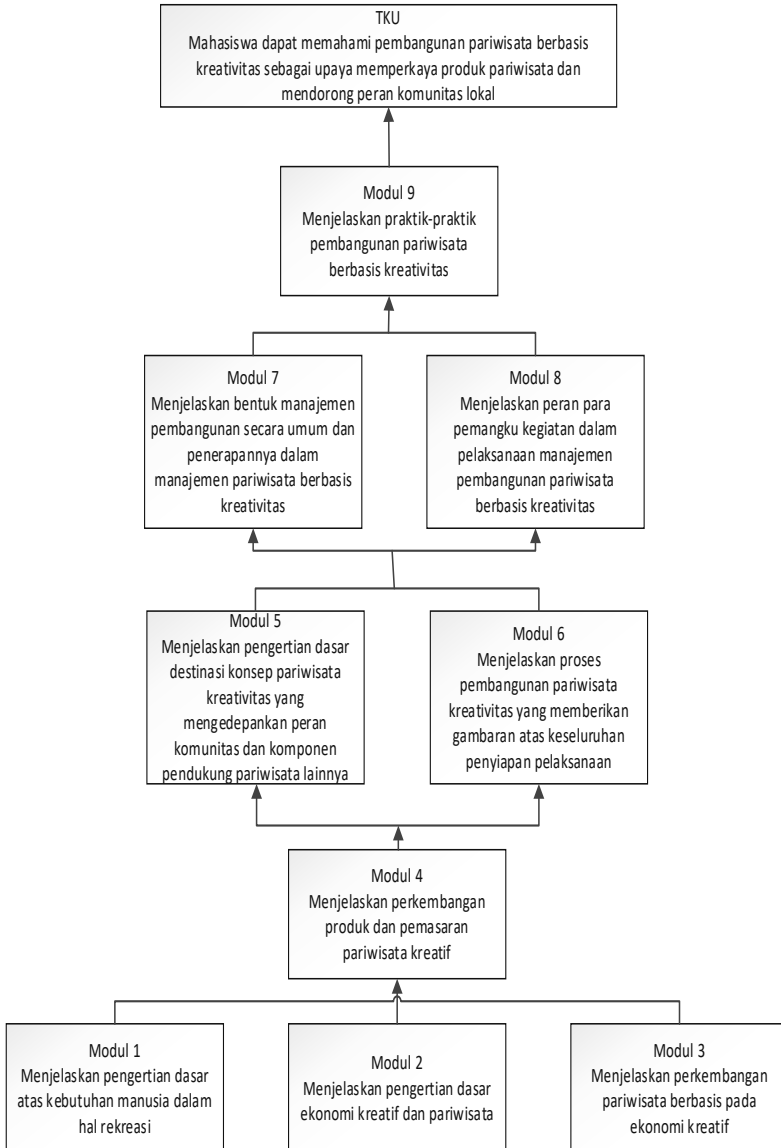 TKU
Mahasiswa dapat memahami pembangunan pariwisata berbasis
kreativitas sebagai upaya memperkaya produk pariwisata dan
mendorong peran komunitas lokal
Modul 9
Menjelaskan praktik-praktik
pembangunan pariwisata
berbasis kreativitas
Modul 7
Menjelaskan bentuk manajemen
pembangunan secara umum dan
penerapannya dalam
manajemen pariwisata berbasis
kreativitas
Modul 8
Menjelaskan peran para
pemangku kegiatan dalam
pelaksanaan manajemen
pembangunan pariwisata
berbasis kreativitas
Modul 5
Menjelaskan pengertian dasar
destinasi konsep pariwisata
kreativitas yang
mengedepankan peran
komunitas dan komponen
pendukung pariwisata lainnya
Modul 6
Menjelaskan proses
pembangunan pariwisata
kreativitas yang memberikan
gambaran atas keseluruhan
penyiapan pelaksanaan
Modul 4
Menjelaskan perkembangan
produk dan pemasaran
pariwisata kreatif
Modul 1
Menjelaskan pengertian dasar
atas kebutuhan manusia dalam
hal rekreasi
Modul 2
Menjelaskan pengertian dasar
ekonomi kreatif dan pariwisata
Modul 3
Menjelaskan perkembangan
pariwisata berbasis pada
ekonomi kreatif